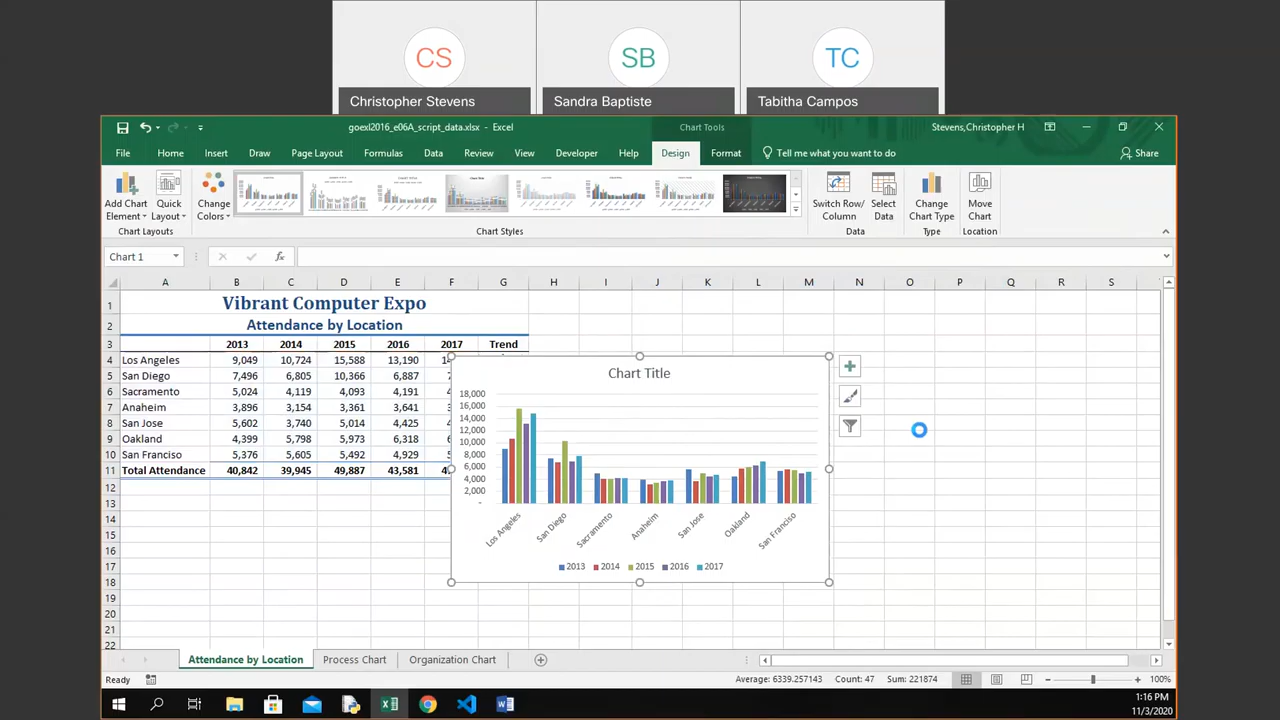 CS
SB
TC
Christopher Stevens
Sandra Baptiste
Tabitha Campos
goexl2016_e06A_script_data.xlsx - Excel
Chart Tools
Stevens,Christopher H
File Home Insert Draw Page Layout Formulas Data Review View Developer Help Design Format Tell me what you want to do Share
Add Chart Element
Quick Layout
Change Colors
Switch Row/ Column
Select Data
Change Chart Type
Move Chart
Chart Layouts Chart Styles Data Type Location
Chart 1 fx
A B C D E F G H I J K L M N O P Q R S
1 Vibrant Computer Expo
2 Attendance by Location
3 2013 2014 2015 2016 2017 Trend
4 Los Angeles 9,049 10,724 15,588 13,190
5 San Diego 7,496 6,805 10,366 6,887
6 Sacramento 5,024 4,119 4,093 4,191
7 Anaheim 3,896 3,154 3,361 3,641
8 San Jose 5,602 3,740 5,014 4,425
9 Oakland 4,399 5,798 5,973 6,318
10 San Francisco 5,376 5,605 5,492 4,929
11 Total Attendance 40,842 39,945 49,887 43,581
12
13
14
15
16
17
18
19
20
21
22
Chart Title
18,000
16,000
14,000
12,000
10,000
8,000
6,000
4,000
2,000
-
Los Angeles San Diego Sacramento Anaheim San Jose Oakland San Franciso
2013 2014 2015 2016 2017
Attendance by Location Process Chart Organization Chart
Ready Average: 6339.257143 Count: 47 Sum: 221874 100%
1:16 PM
11/3/2020